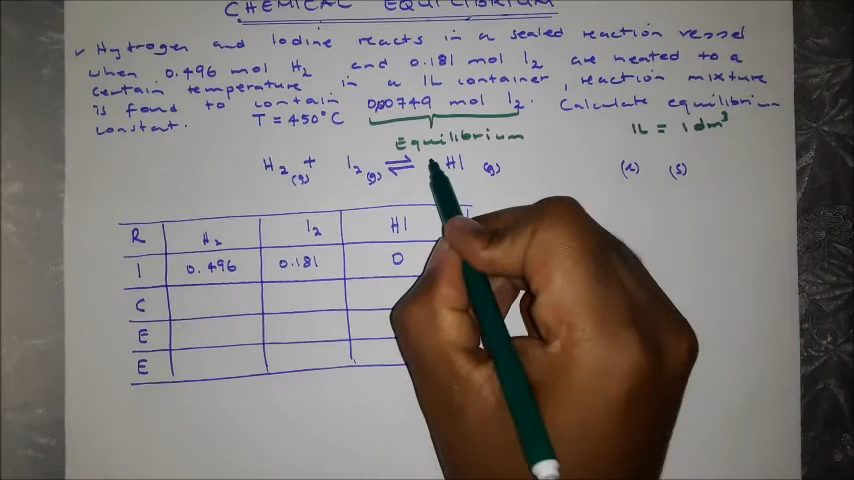 CHEMICAL EQUILIBRIUM
✓ Hydrogen and Iodine reacts in a sealed reaction vessel
when 0.496 mol H₂ and 0.181 mol I₂ are heated to a
certain temperature in a 1L container, reaction mixture
is found to contain 0,00749 mol I₂. Calculate equilibrium
constant. T = 450°C
Equilibrium 1L = 1dm³
H₂(g) + I₂(g) ⇌ HI (g) (l) (s)
R H₂ I₂ HI
I 0.496 0.181 0
C
E
E